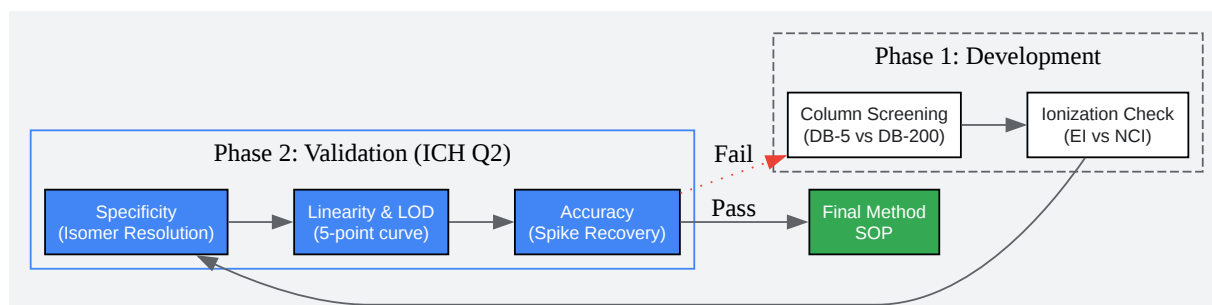 Phase 1: Development
Column Screening
(DB-5 vs DB-200)
Ionization Check
(EI vs NCI)
Phase 2: Validation (ICH Q2)
Specificity
(Isomer Resolution)
Linearity & LOD
(5-point curve)
Accuracy
(Spike Recovery)
Fail
Pass
Final Method
SOP